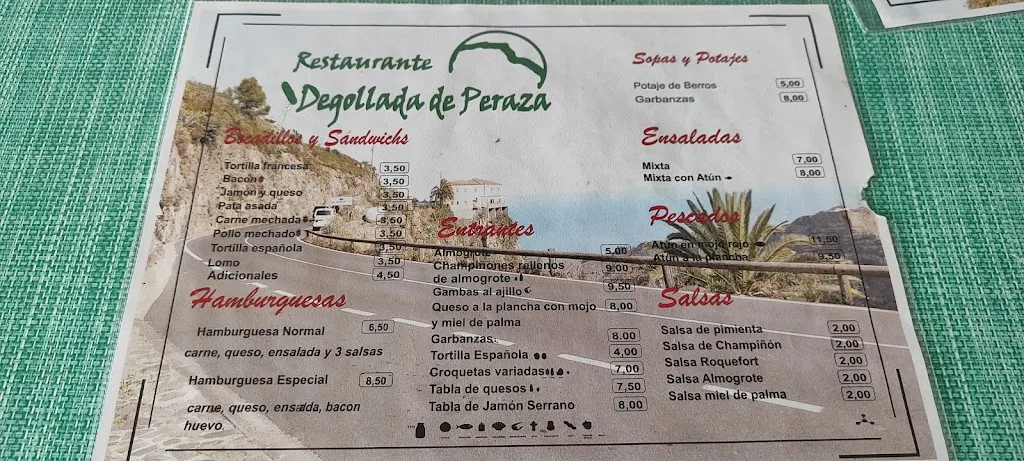 Restaurante
Degollada de Peraza
Bocadillos y Sandwichs
Tortilla francesa 3,50
Bacon 3,50
Jamón y queso 3,50
Pata asada 3,50
Carne mechada 3,50
Pollo mechado 3,50
Tortilla española 3,50
Lomo 3,50
Adicionales 4,50
Hamburguesas
Hamburguesa Normal 6,50
carne, queso, ensalada y 3 salsas
Hamburguesa Especial 8,50
carne, queso, ensalda, bacon
huevo
Entrantes
Almogrote 5,00
Champiñones rellenos 9,00
de almogrote
Gambas al ajillo 9,50
Queso a la plancha con mojo 8,00
y miel de palma
Garbanzas 8.00
Tortilla Española 4,00
Croquetas variadas 7,00
Tabla de quesos 7,50
Tabla de Jamón Serrano 8,00
Sopas y Potajes
Potaje de Berros 5,00
Garbanzas 8,00
Ensaladas
Mixta 7,00
Mixta con Atún 8,00
Pescados
Atún en mojo rojo 11,50
Atún a la plancha 9,50
Salsas
Salsa de pimienta 2,00
Salsa de Champiñón 2,00
Salsa Roquefort 2,00
Salsa Almogrote 2,00
Salsa miel de palma 2,00